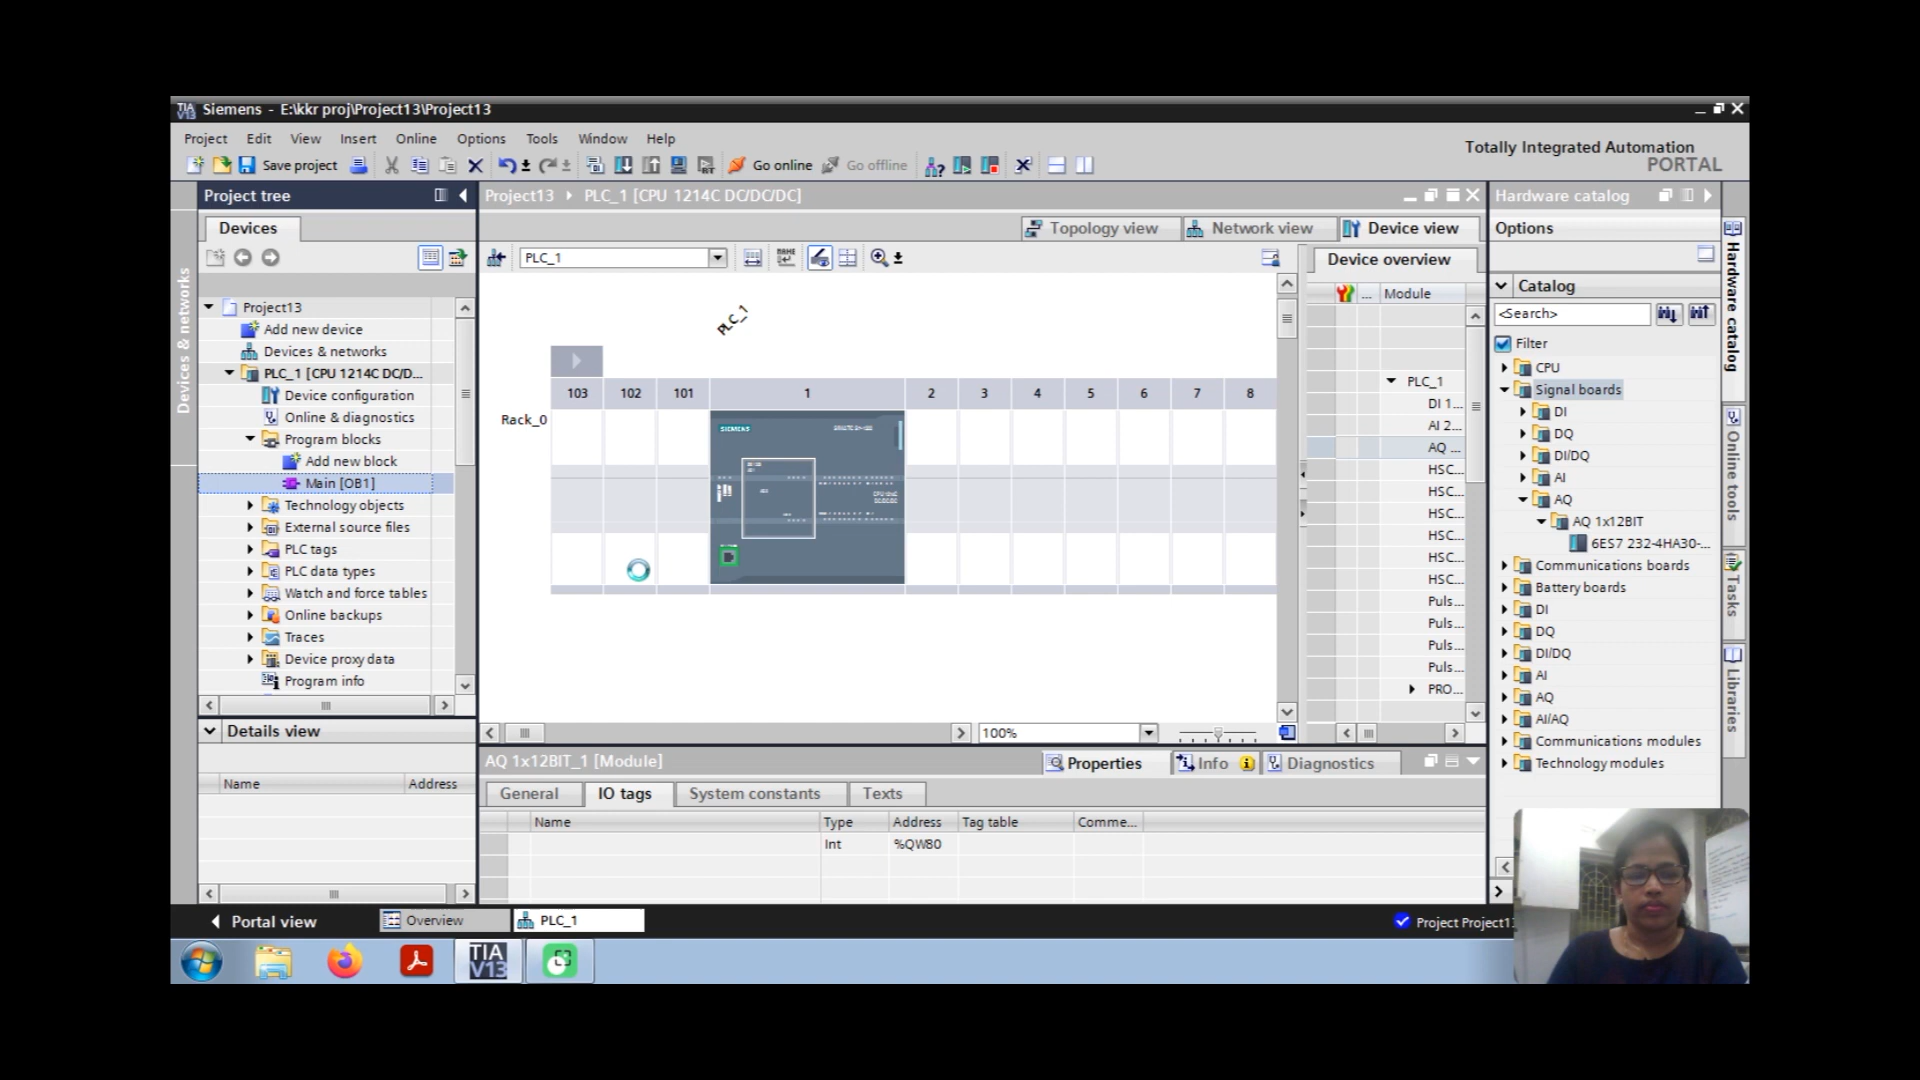 Siemens - E:\kkr proj\Project13\Project13
Project Edit View Insert Online Options Tools Window Help
Save project Go online Go offline
Totally Integrated Automation
PORTAL
Project tree
Project13 PLC_1 [CPU 1214C DC/DC/DC]
Hardware catalog
Devices
Topology view Network view Device view
Options
PLC_1
Device overview
Module
Devices & networks
Project13
Add new device
Devices & networks
PLC_1 [CPU 1214C DC/D...
Device configuration
Online & diagnostics
Program blocks
Add new block
Main [OB1]
Technology objects
External source files
PLC tags
PLC data types
Watch and force tables
Online backups
Traces
Device proxy data
Program info
Details view
Name Address
PLC_1
103 102 101 1 2 3 4 5 6 7 8
Rack_0
SIEMENS
100%
... Module
PLC_1
DI 1...
AI 2...
AQ ...
HSC...
HSC...
HSC...
HSC...
HSC...
HSC...
Puls...
Puls...
Puls...
Puls...
PRO...
Catalog
<Search>
Filter
CPU
Signal boards
DI
DQ
DI/DQ
AI
AQ
AQ 1x12BIT
6ES7 232-4HA30-...
Communications boards
Battery boards
DI
DQ
DI/DQ
AI
AQ
AI/AQ
Communications modules
Technology modules
Hardware catalog
Online tools
Tasks
Libraries
AQ 1x12BIT_1 [Module]
Properties Info Diagnostics
General IO tags System constants Texts
Name Type Address Tag table Comme...
Int %QW80
Portal view Overview PLC_1
Project Project1
TIA
V13